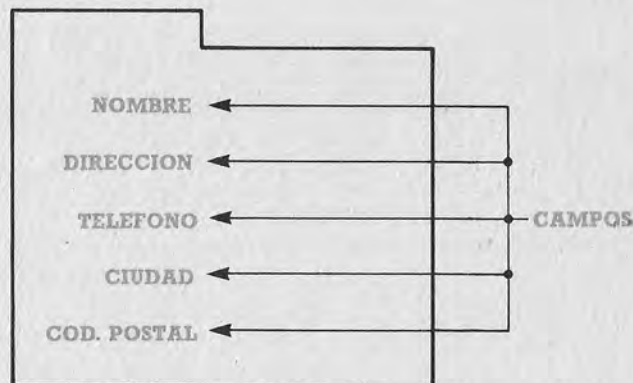 NOMBRE
DIRECCION
TELEFONO
CAMPOS
CIUDAD
COD. POSTAL